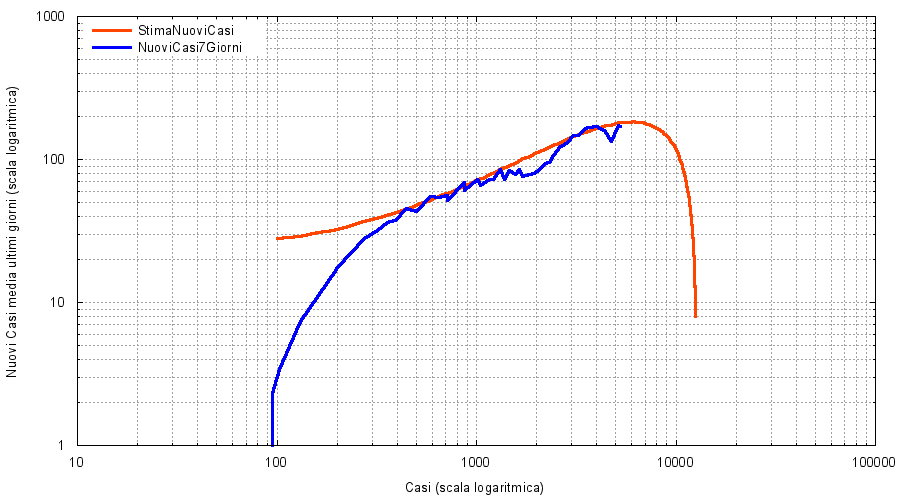 1000
StimaNuoviCasi
NuoviCasi7Giorni
100
10
1
Nuovi Casi media ultimi giorni (scala logaritmica)
10 100 1000 10000 100000
Casi (scala logaritmica)